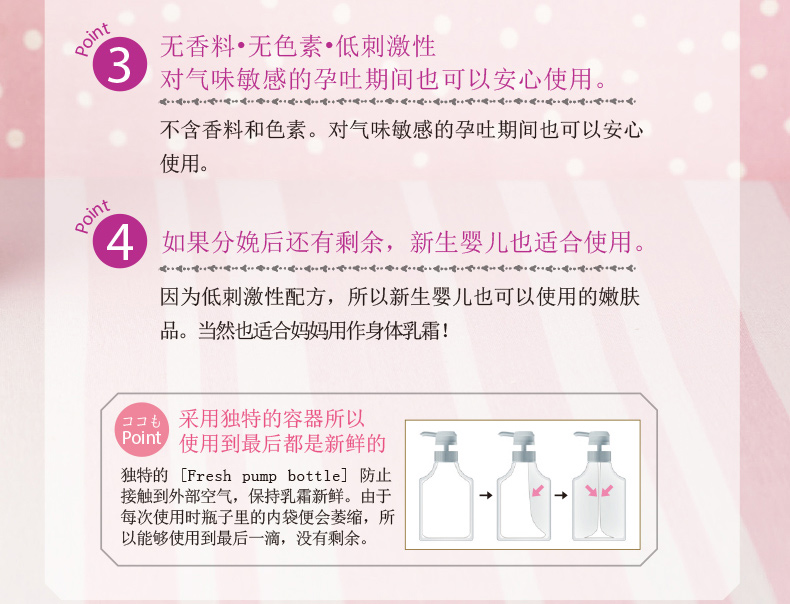 Point
3
无香料•无色素•低刺激性
对气味敏感的孕吐期间也可以安心使用。
不含香料和色素。对气味敏感的孕吐期间也可以安心
使用。
Point
4
如果分娩后还有剩余，新生婴儿也适合使用。
因为低刺激性配方，所以新生婴儿也可以使用的嫩肤
品。当然也适合妈妈用作身体乳霜！
ココも
Point
采用独特的容器所以
使用到最后都是新鲜的
独特的 [Fresh pump bottle] 防止
接触到外部空气，保持乳霜新鲜。由于
每次使用时瓶子里的内袋便会萎缩，所
以能够使用到最后一滴，没有剩余。